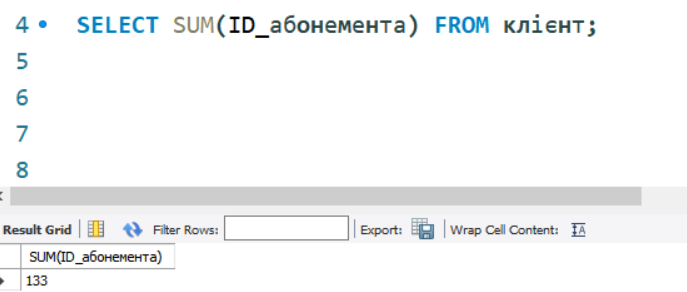 4 SELECT SUM(ID_абонемента) FROM клієнт;
5
6
7
8
Result Grid Filter Rows: Export: Wrap Cell Content: IA
SUM(ID_абонемента)
133